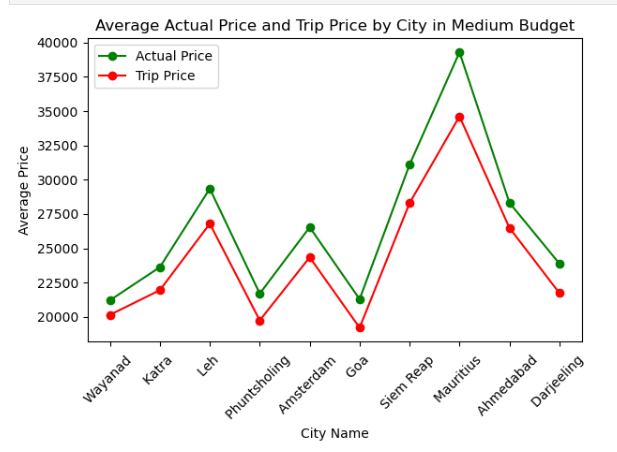 Average Actual Price and Trip Price by City in Medium Budget
40000
37500
35000
32500
30000
27500
25000
22500
20000
Average Price
Actual Price
Trip Price
Wayanad
Katra
Leh
Phuntsholing
Amsterdam
Goa
Siem Reap
Mauritius
Ahmedabad
Darjeeling
City Name